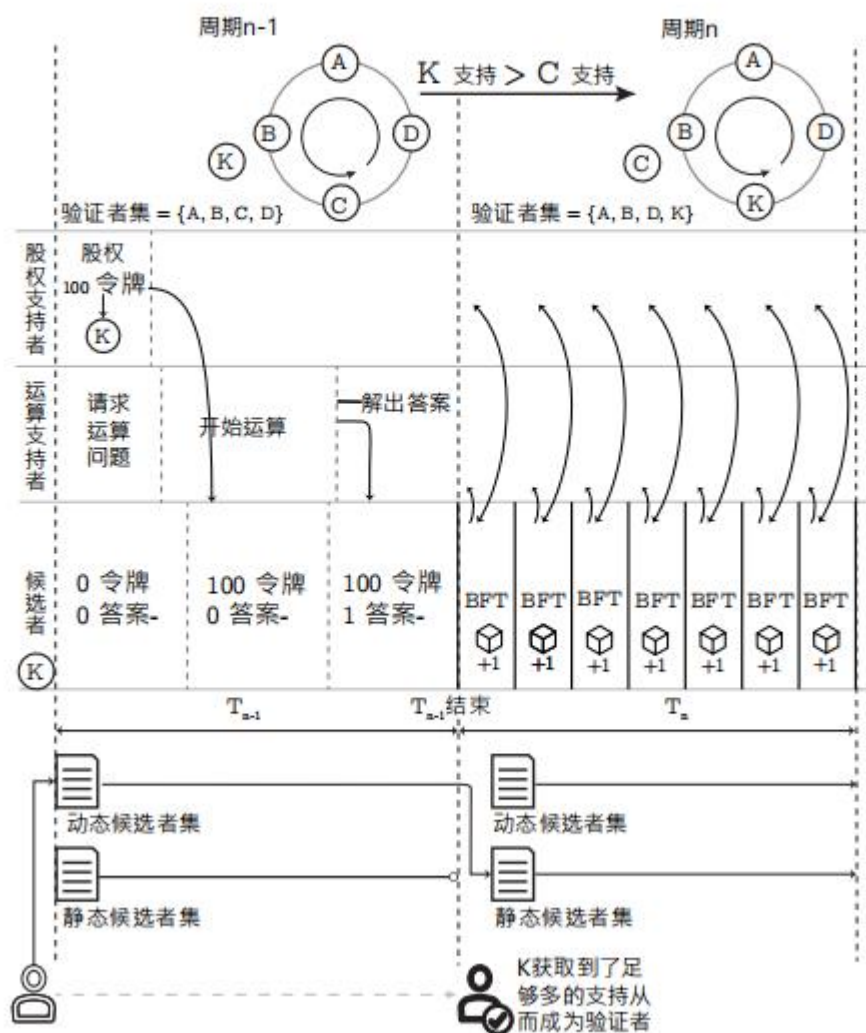 周期n-1
周期n
A
B
D
C
K
K 支持 > C 支持
A
B
D
K
C
验证者集 = {A, B, C, D}
验证者集 = {A, B, D, K}
股权支持者
股权
100 令牌
K
运算支持者
请求
运算
问题
开始运算
解出答案
候选者
K
0 令牌
0 答案-
100 令牌
0 答案-
100 令牌
1 答案-
BFT
+1
BFT
+1
BFT
+1
BFT
+1
BFT
+1
BFT
+1
BFT
+1
Tn-1
Tn-1结束
Tn
动态候选者集
动态候选者集
静态候选者集
静态候选者集
K获取到了足
够多的支持从
而成为验证者